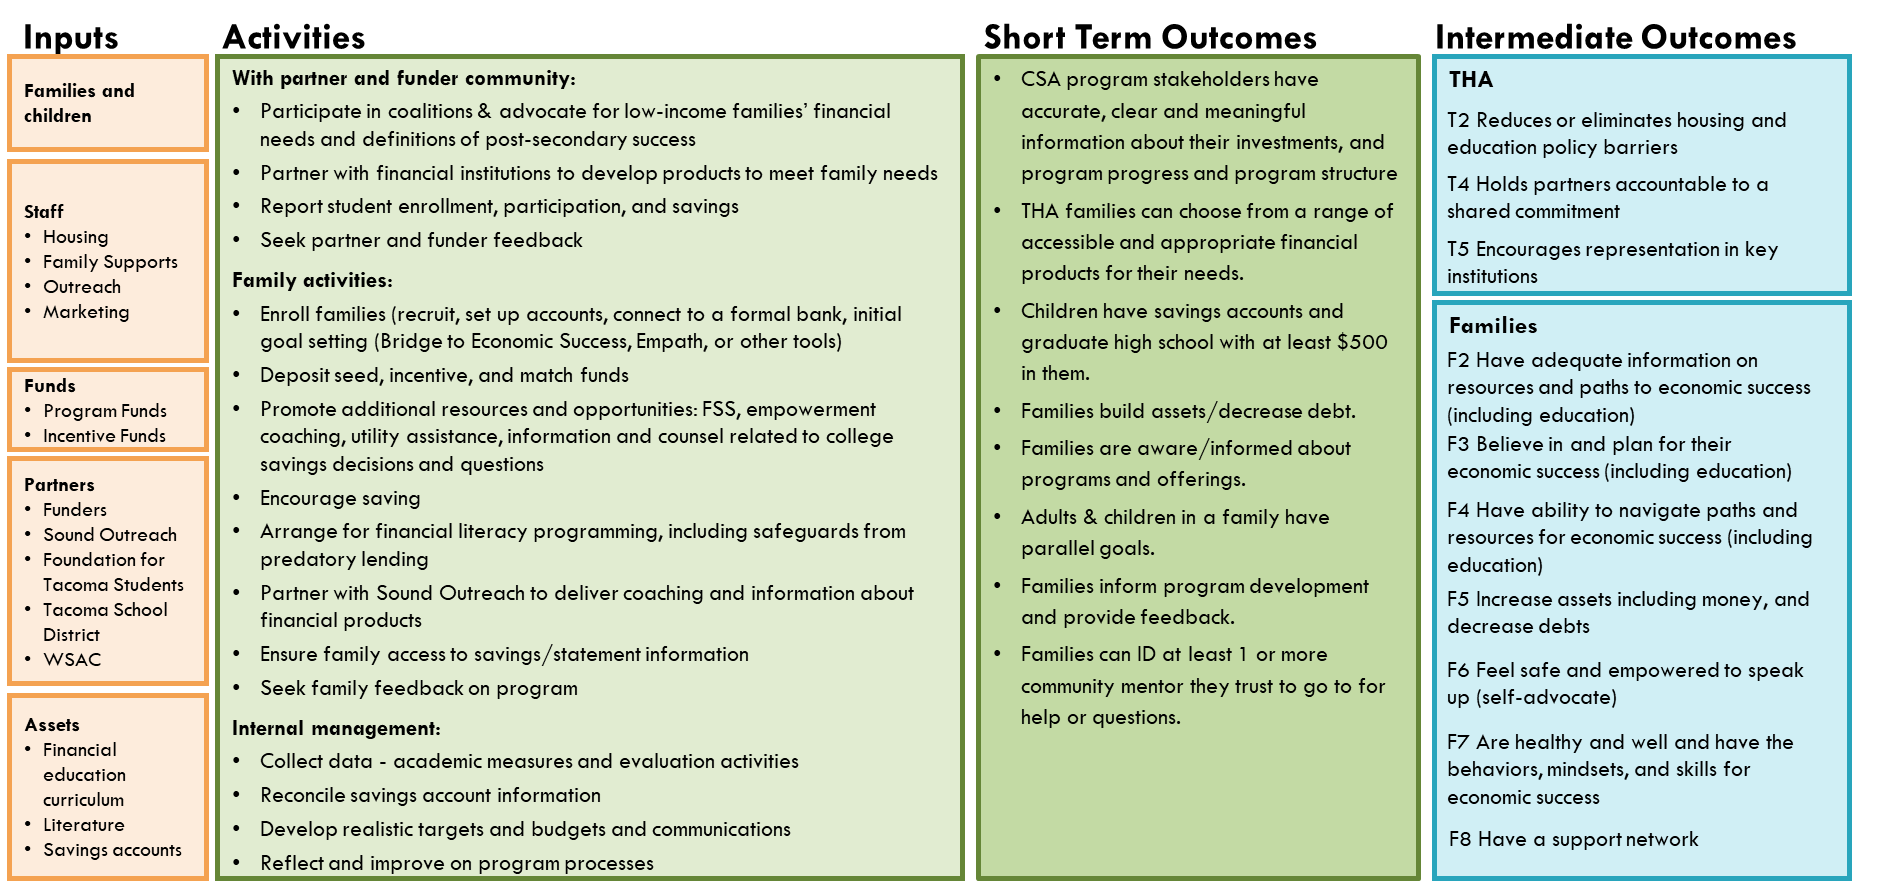 Inputs
Families and
children
Staff
• Housing
• Family Supports
• Outreach
• Marketing
Funds
• Program Funds
• Incentive Funds
Partners
• Funders
• Sound Outreach
• Foundation for
Tacoma Students
• Tacoma School
District
• WSAC
Assets
• Financial
education
curriculum
• Literature
• Savings accounts
Activities
With partner and funder community:
• Participate in coalitions & advocate for low-income families’ financial
needs and definitions of post-secondary success
• Partner with financial institutions to develop products to meet family needs
• Report student enrollment, participation, and savings
• Seek partner and funder feedback
Family activities:
• Enroll families (recruit, set up accounts, connect to a formal bank, initial
goal setting (Bridge to Economic Success, Empath, or other tools)
• Deposit seed, incentive, and match funds
• Promote additional resources and opportunities: FSS, empowerment
coaching, utility assistance, information and counsel related to college
savings decisions and questions
• Encourage saving
• Arrange for financial literacy programming, including safeguards from
predatory lending
• Partner with Sound Outreach to deliver coaching and information about
financial products
• Ensure family access to savings/statement information
• Seek family feedback on program
Internal management:
• Collect data - academic measures and evaluation activities
• Reconcile savings account information
• Develop realistic targets and budgets and communications
• Reflect and improve on program processes
Short Term Outcomes
• CSA program stakeholders have
accurate, clear and meaningful
information about their investments, and
program progress and program structure
• THA families can choose from a range of
accessible and appropriate financial
products for their needs.
• Children have savings accounts and
graduate high school with at least $500
in them.
• Families build assets/decrease debt.
• Families are aware/informed about
programs and offerings.
• Adults & children in a family have
parallel goals.
• Families inform program development
and provide feedback.
• Families can ID at least 1 or more
community mentor they trust to go to for
help or questions.
Intermediate Outcomes
THA
T2 Reduces or eliminates housing and
education policy barriers
T4 Holds partners accountable to a
shared commitment
T5 Encourages representation in key
institutions
Families
F2 Have adequate information on
resources and paths to economic success
(including education)
F3 Believe in and plan for their
economic success (including education)
F4 Have ability to navigate paths and
resources for economic success (including
education)
F5 Increase assets including money, and
decrease debts
F6 Feel safe and empowered to speak
up (self-advocate)
F7 Are healthy and well and have the
behaviors, mindsets, and skills for
economic success
F8 Have a support network